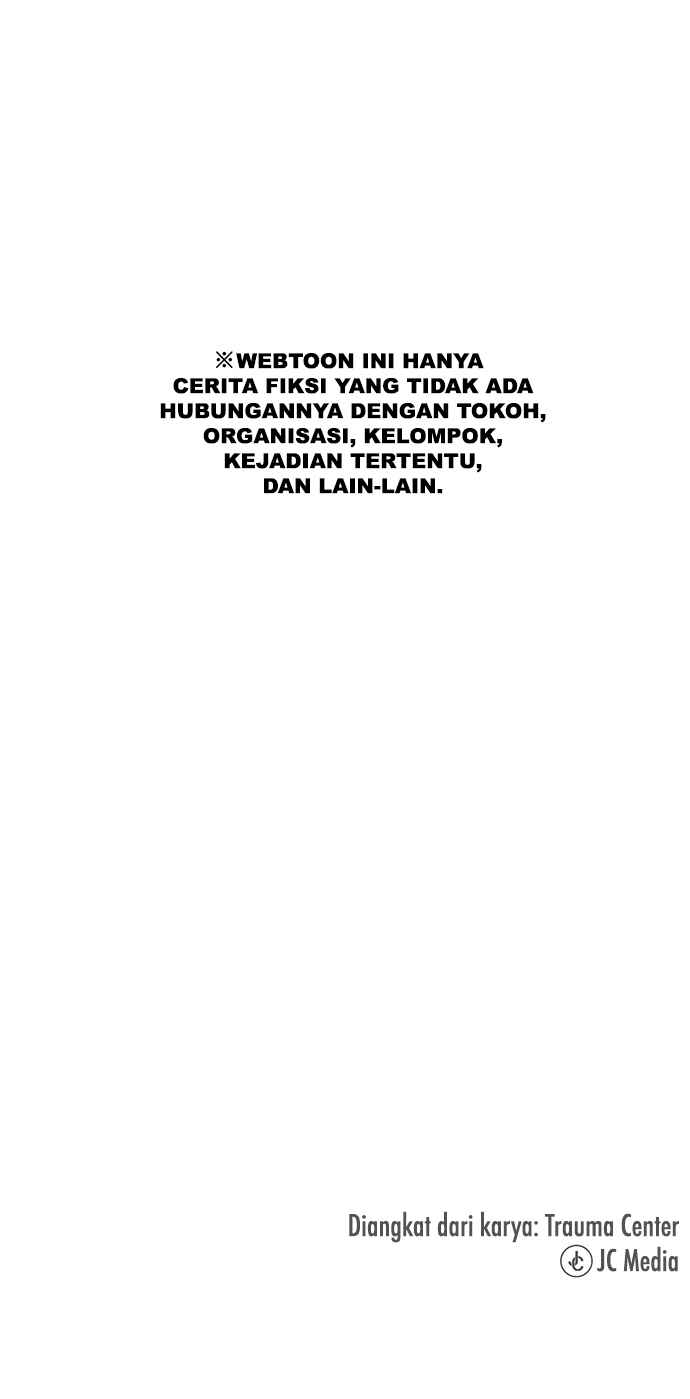 ※WEBTOON INI HANYA
CERITA FIKSI YANG TIDAK ADA
HUBUNGANNYA DENGAN TOKOH,
ORGANISASI, KELOMPOK,
KEJADIAN TERTENTU,
DAN LAIN-LAIN.
Diangkat dari karya: Trauma Center
JC JC Media